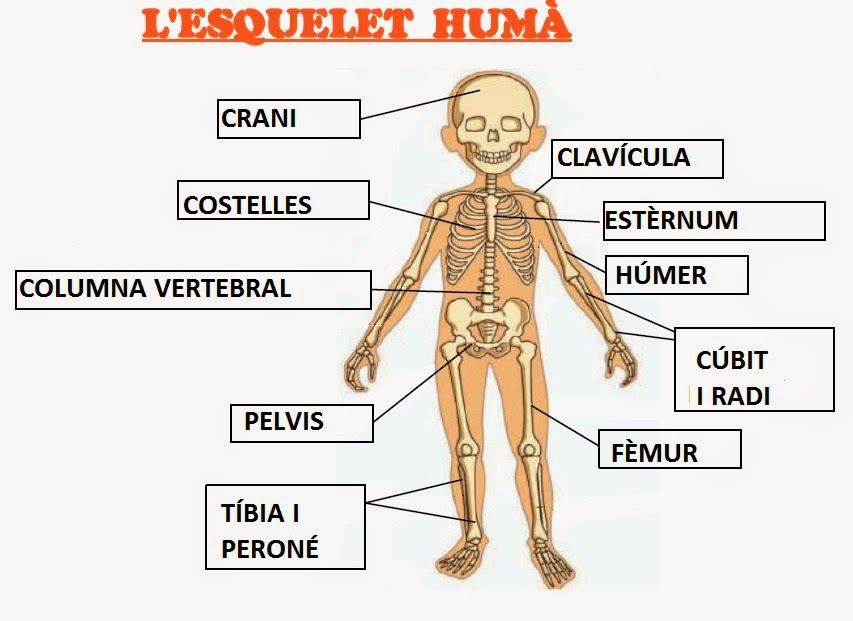 L'ESQUELET HUMÀ
CRANI
CLAVÍCULA
COSTELLES
ESTÈRNUM
HÚMER
COLUMNA VERTEBRAL
CÚBIT
I RADI
PELVIS
FÈMUR
TÍBIA I
PERONÉ